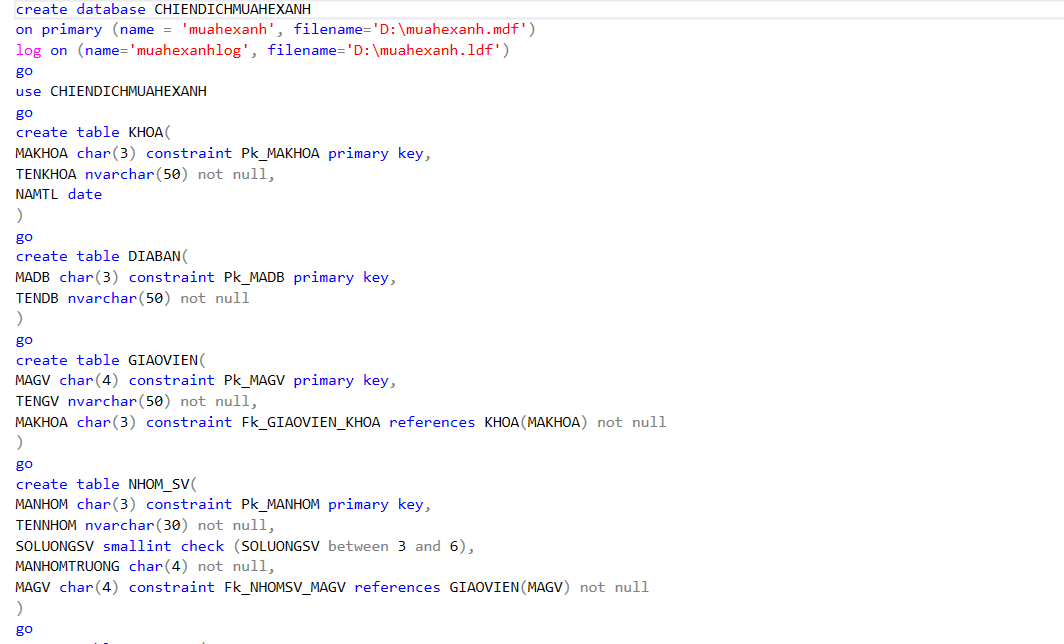 create database CHIENDICHMUAHEXANH
on primary (name = 'muahexanh', filename='D:\muahexanh.mdf')
log on (name='muahexanhlog', filename='D:\muahexanh.ldf')
go
use CHIENDICHMUAHEXANH
go
create table KHOA(
MAKHOA char(3) constraint Pk_MAKHOA primary key,
TENKHOA nvarchar(50) not null,
NAMTL date
)
go
create table DIABAN(
MADB char(3) constraint Pk_MADB primary key,
TENDB nvarchar(50) not null
)
go
create table GIAOVIEN(
MAGV char(4) constraint Pk_MAGV primary key,
TENGV nvarchar(50) not null,
MAKHOA char(3) constraint Fk_GIAOVIEN_KHOA references KHOA(MAKHOA) not null
)
go
create table NHOM_SV(
MANHOM char(3) constraint Pk_MANHOM primary key,
TENNHOM nvarchar(30) not null,
SOLUONGSV smallint check (SOLUONGSV between 3 and 6),
MANHOMTRUONG char(4) not null,
MAGV char(4) constraint Fk_NHOMSV_MAGV references GIAOVIEN(MAGV) not null
)
go